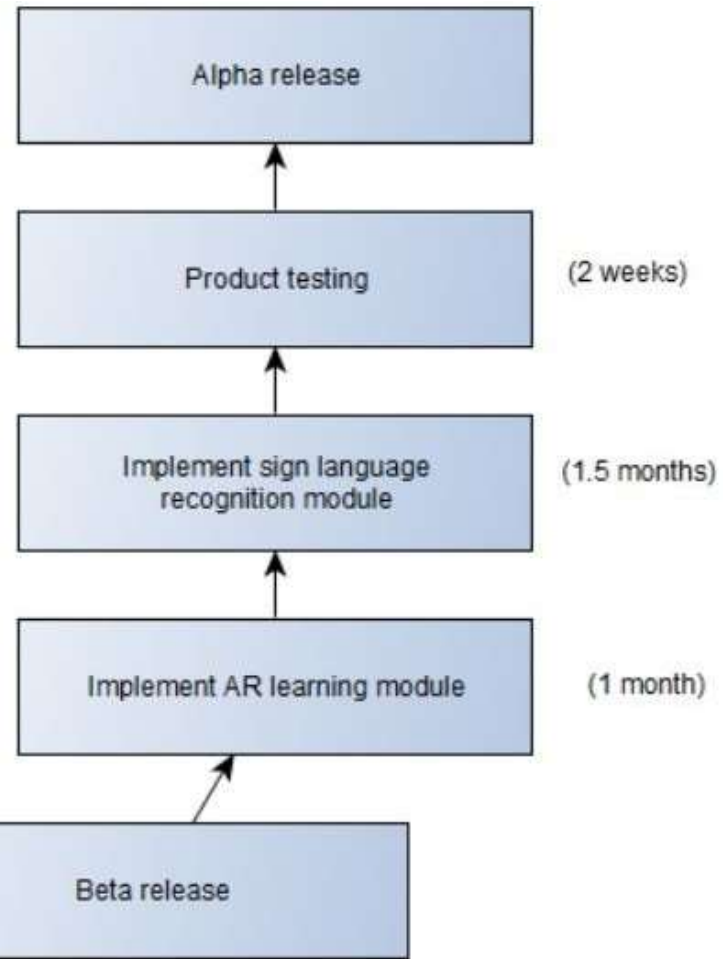 Alpha release
Product testing
(2 weeks)
Implement sign language
recognition module
(1.5 months)
Implement AR learning module
(1 month)
Beta release